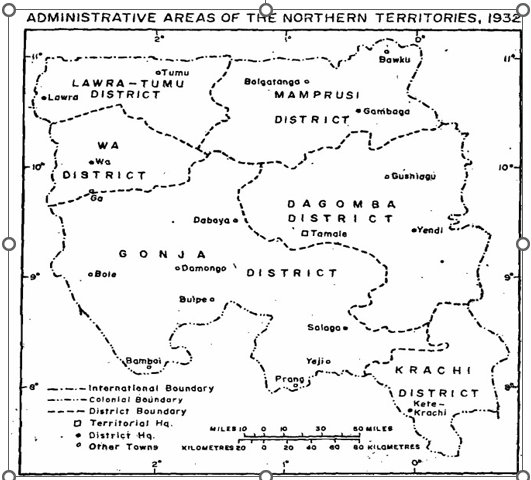 ADMINISTRATIVE AREAS OF THE NORTHERN TERRITORIES, 1932
2° 1° 0°
11° 11°
Bawku
Tumu
LAWRA-TUMU
DISTRICT
Lawra
Bolgatanga
MAMPRUSI
DISTRICT
Gambaga
WA
Wa
DISTRICT
Ga
10° 10°
Gushiagu
DAGOMBA
DISTRICT
Daboya
Tamale
Yendi
GONJA
DISTRICT
Bole
Damongo
9° 9°
Bulpe
Salaga
Bamboi
Yeji
Prang
KRACHI
DISTRICT
Kete-
Krachi
8° 8°
International Boundary
Colonial Boundary
District Boundary
Territorial Hq.
District Hq.
Other Towns
MILES 10 0 10 20 30 40 50 MILES
KILOMETRES 20 0 20 40 60 80 KILOMETRES
2° 1° 0°